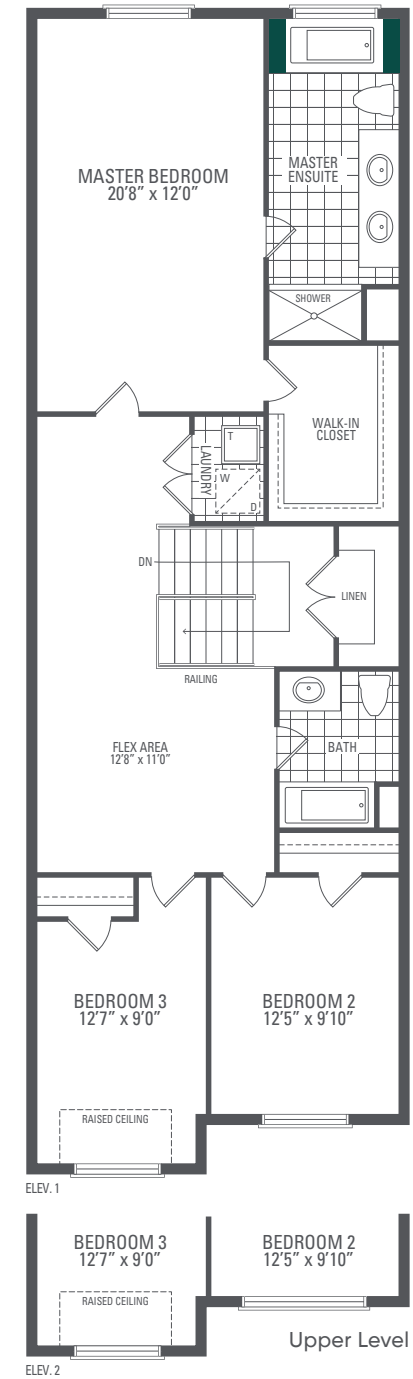 MASTER BEDROOM
20'8" x 12'0"
MASTER
ENSUITE
SHOWER
WALK-IN
CLOSET
T
LAUNDRY
W
D
DN
LINEN
RAILING
FLEX AREA
12'8" x 11'0"
BATH
BEDROOM 3
12'7" x 9'0"
BEDROOM 2
12'5" x 9'10"
RAISED CEILING
ELEV. 1
BEDROOM 3
12'7" x 9'0"
BEDROOM 2
12'5" x 9'10"
RAISED CEILING
Upper Level
ELEV. 2